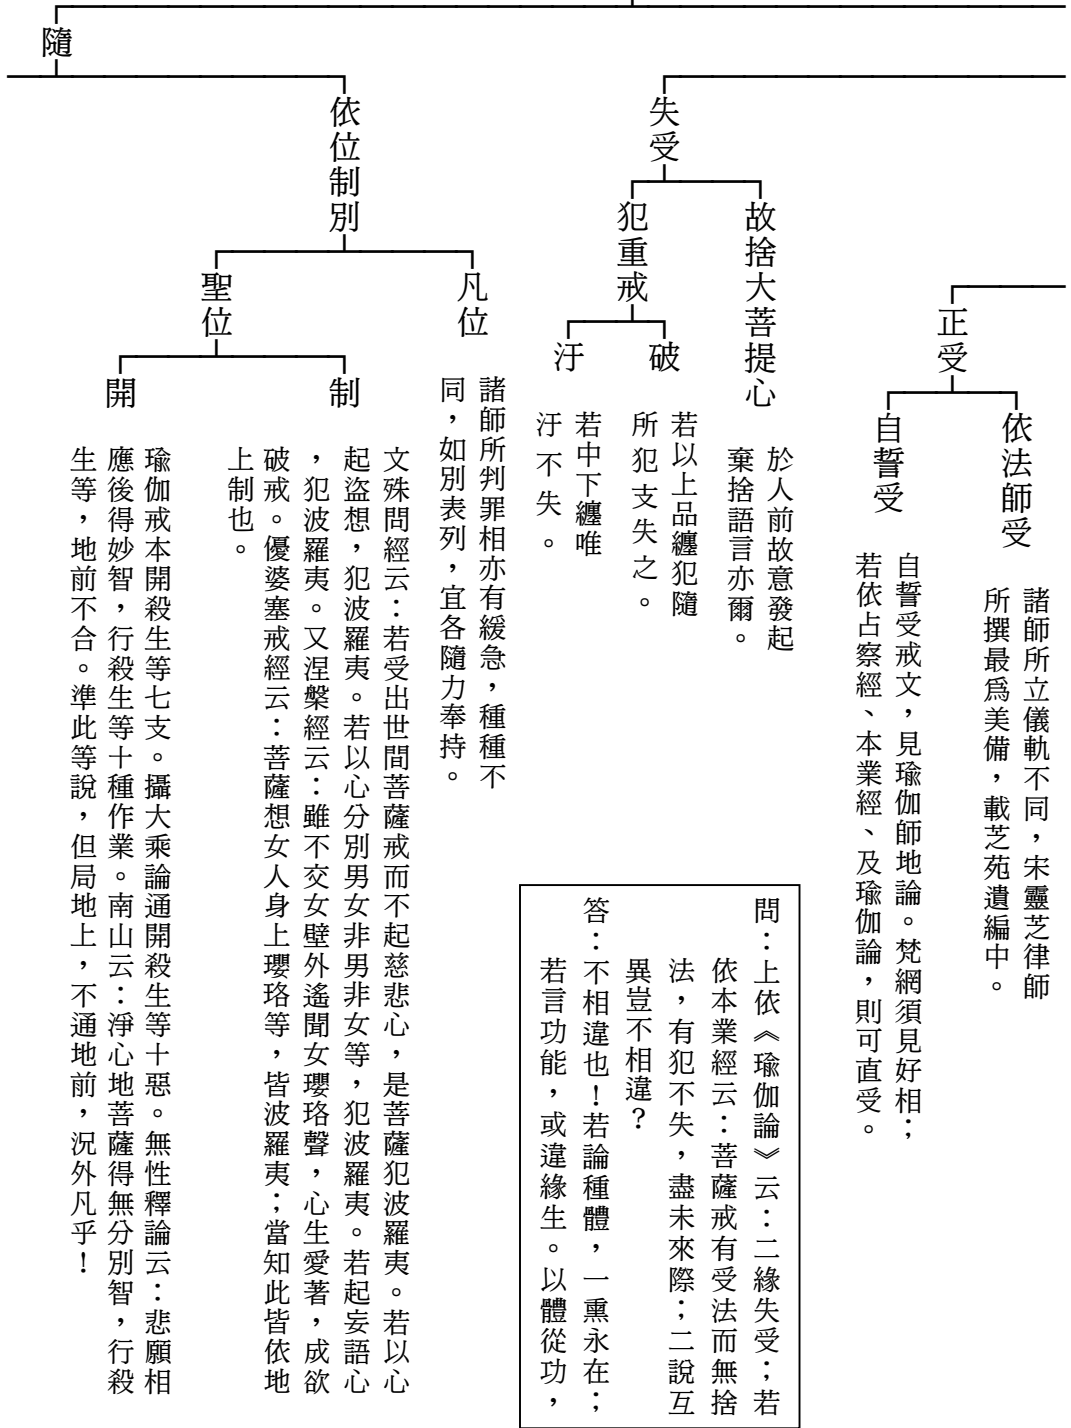 正受
依法師受
諸師所立儀軌不同，宋靈芝律師
所撰最爲美備，載芝苑遺編中。
自誓受
自誓受戒文，見瑜伽師地論。梵網須見好相；
若依占察經、本業經、及瑜伽論，則可直受。
失受
故捨大菩提心
於人前故意發起
棄捨語言亦爾。
犯重戒
破
若以上品纏犯隨
所犯支失之。
汙
若中下纏唯
汙不失。
問：上依《瑜伽論》云：二緣失受；若
依本業經云：菩薩戒有受法而無捨
法，有犯不失，盡未來際；二說互
異豈不相違？
答：不相違也！若論種體，一熏永在；
若言功能，或違緣生。以體從功，
隨
依位制別
凡位
諸師所判罪相亦有緩急，種種不
同，如別表列，宜各隨力奉持。
聖位
制
文殊問經云：若受出世間菩薩戒而不起慈悲心，是菩薩犯波羅夷。若以心
起盜想，犯波羅夷。若以心分別男女非男非女等，犯波羅夷。若起妄語心
，犯波羅夷。又涅槃經云：雖不交女壁外遙聞女瓔珞聲，心生愛著，成欲
破戒。優婆塞戒經云：菩薩想女人身上瓔珞等，皆波羅夷；當知此皆依地
上制也。
開
瑜伽戒本開殺生等七支。攝大乘論通開殺生等十惡。無性釋論云：悲願相
應後得妙智，行殺生等十種作業。南山云：淨心地菩薩得無分別智，行殺
生等，地前不合。準此等說，但局地上，不通地前，況外凡乎！